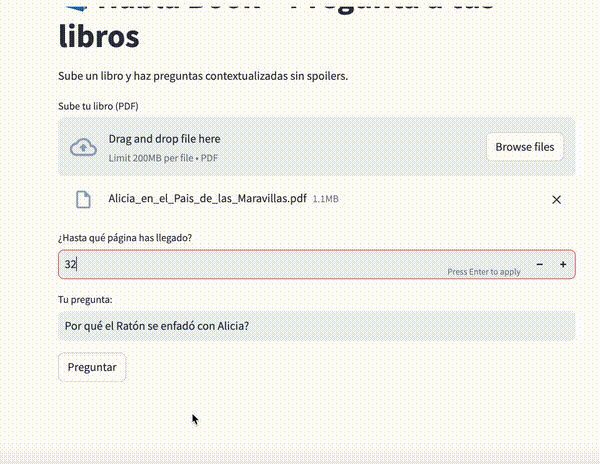 libros
Sube un libro y haz preguntas contextualizadas sin spoilers.
Sube tu libro (PDF)
Drag and drop file here
Limit 200MB per file • PDF
Browse files
Alicia_en_el_Pais_de_las_Maravillas.pdf 1.1MB
¿Hasta qué página has llegado?
32
Press Enter to apply
Tu pregunta:
Por qué el Ratón se enfadó con Alicia?
Preguntar